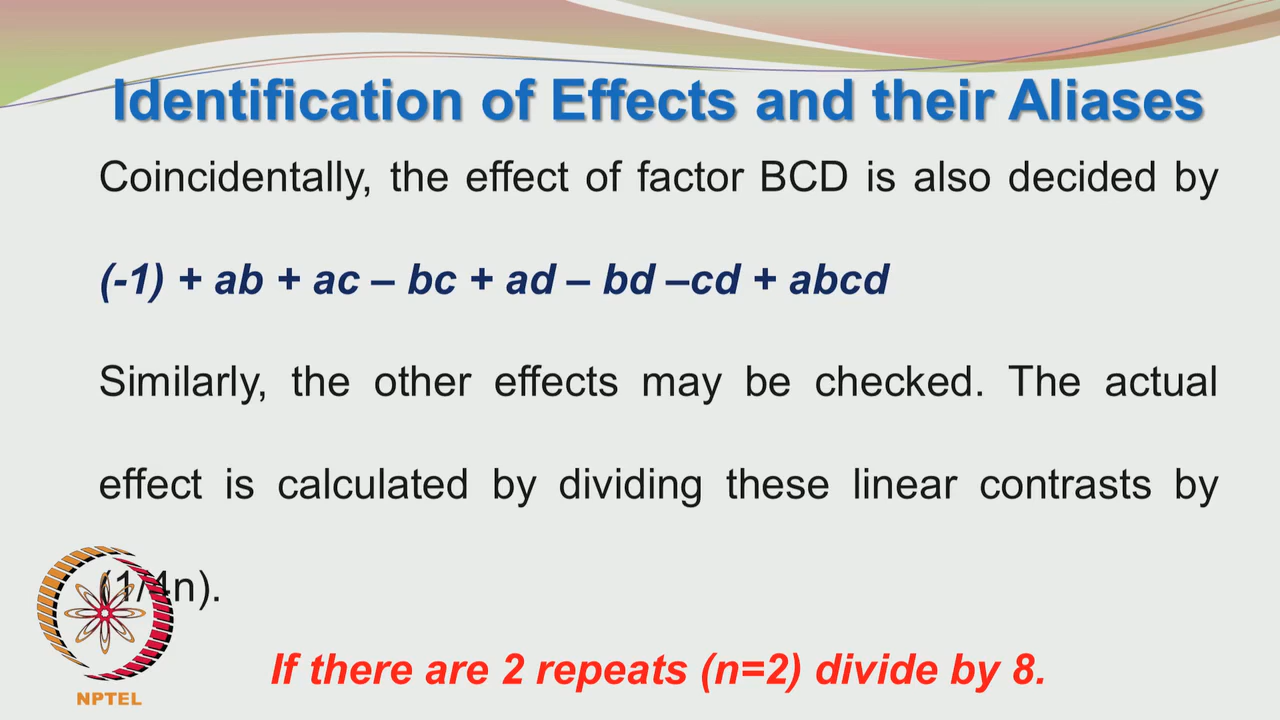 Identification of Effects and their Aliases
Coincidentally, the effect of factor BCD is also decided by
(-1) + ab + ac – bc + ad – bd –cd + abcd
Similarly, the other effects may be checked. The actual
effect is calculated by dividing these linear contrasts by
(1/4n).
If there are 2 repeats (n=2) divide by 8.
NPTEL